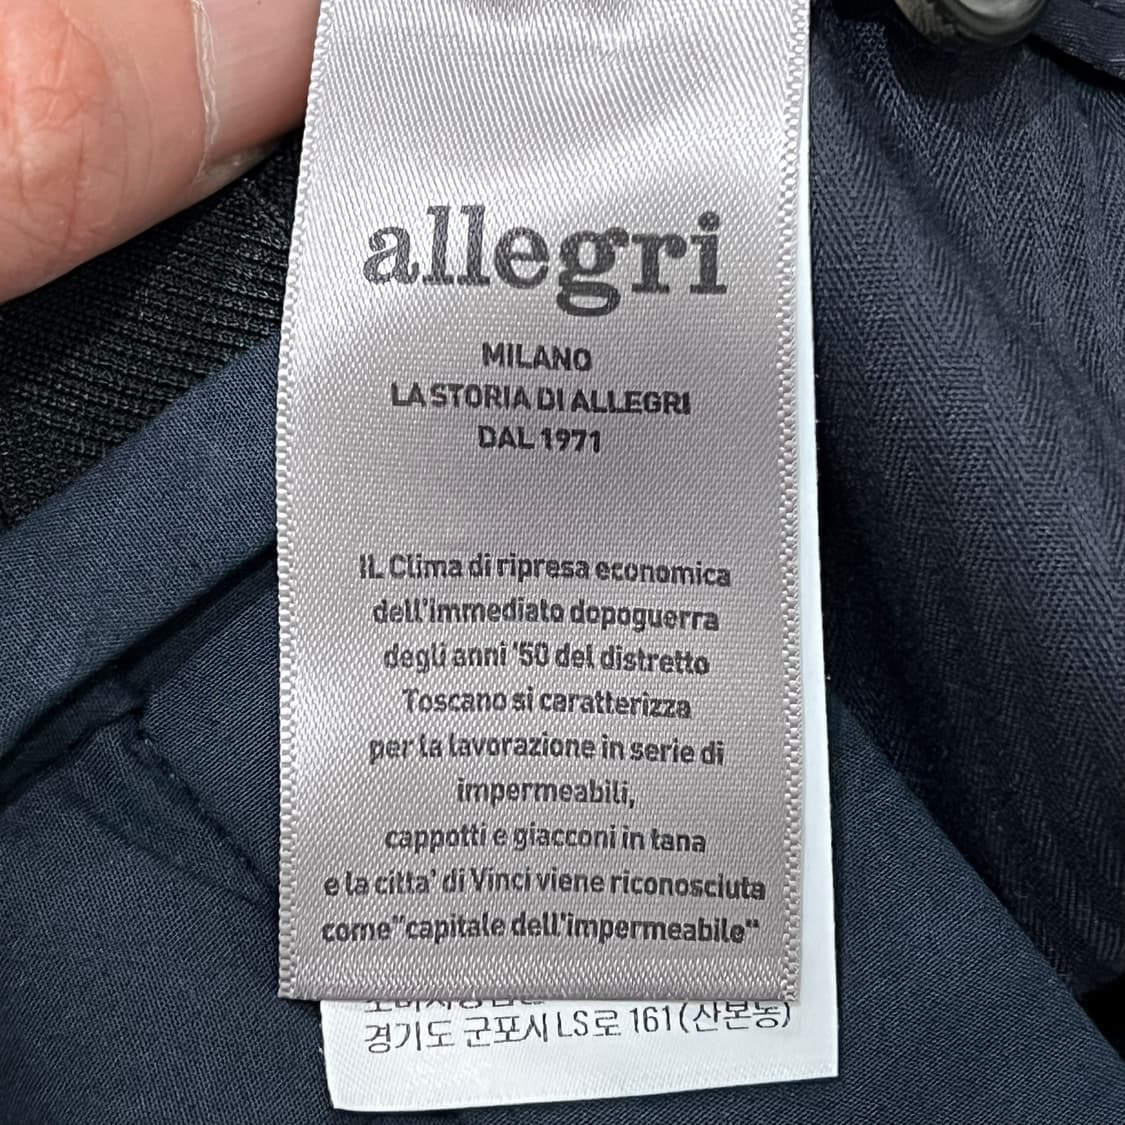 allegri
MILANO
LA STORIA DI ALLEGRI
DAL 1971
IL Clima di ripresa economica
dell'immediato dopoguerra
degli anni '50 del distretto
Toscano si caratterizza
per la lavorazione in serie di
impermeabili,
cappotti e giacconi in tana
e la citta' di Vinci viene riconosciuta
come"capitale dell'impermeabile"
경기도 군포시 LS로 161(산본동)